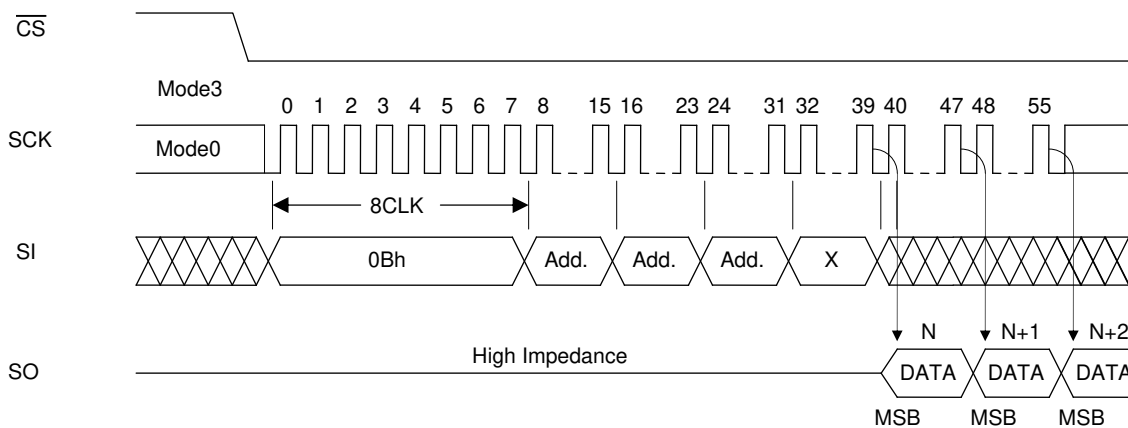 CS
Mode3
0 1 2 3 4 5 6 7 8 15 16 23 24 31 32 39 40 47 48 55
SCK
Mode0
8CLK
SI
0Bh Add. Add. Add. X
N N+1 N+2
High Impedance
SO
DATA DATA DATA
MSB MSB MSB